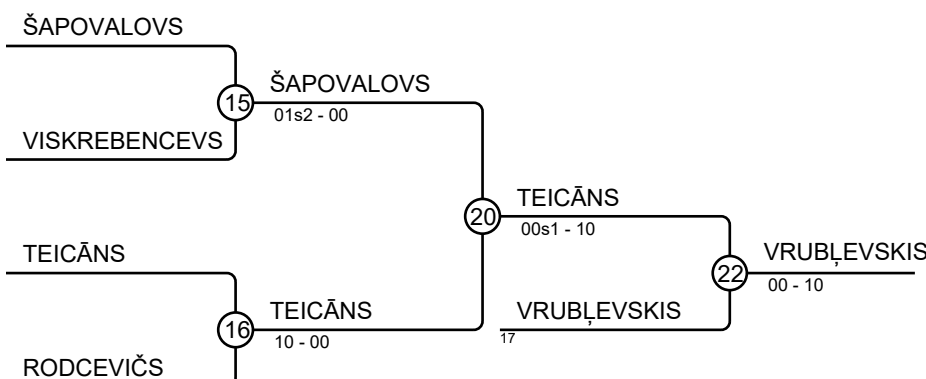 ŠAPOVALOVS
15
ŠAPOVALOVS
01s2 - 00
VISKREBENCEVS
20
TEICĀNS
00s1 - 10
TEICĀNS
22
VRUBĻEVSKIS
00 - 10
16
TEICĀNS
10 - 00
VRUBĻEVSKIS
17
RODCEVIČS